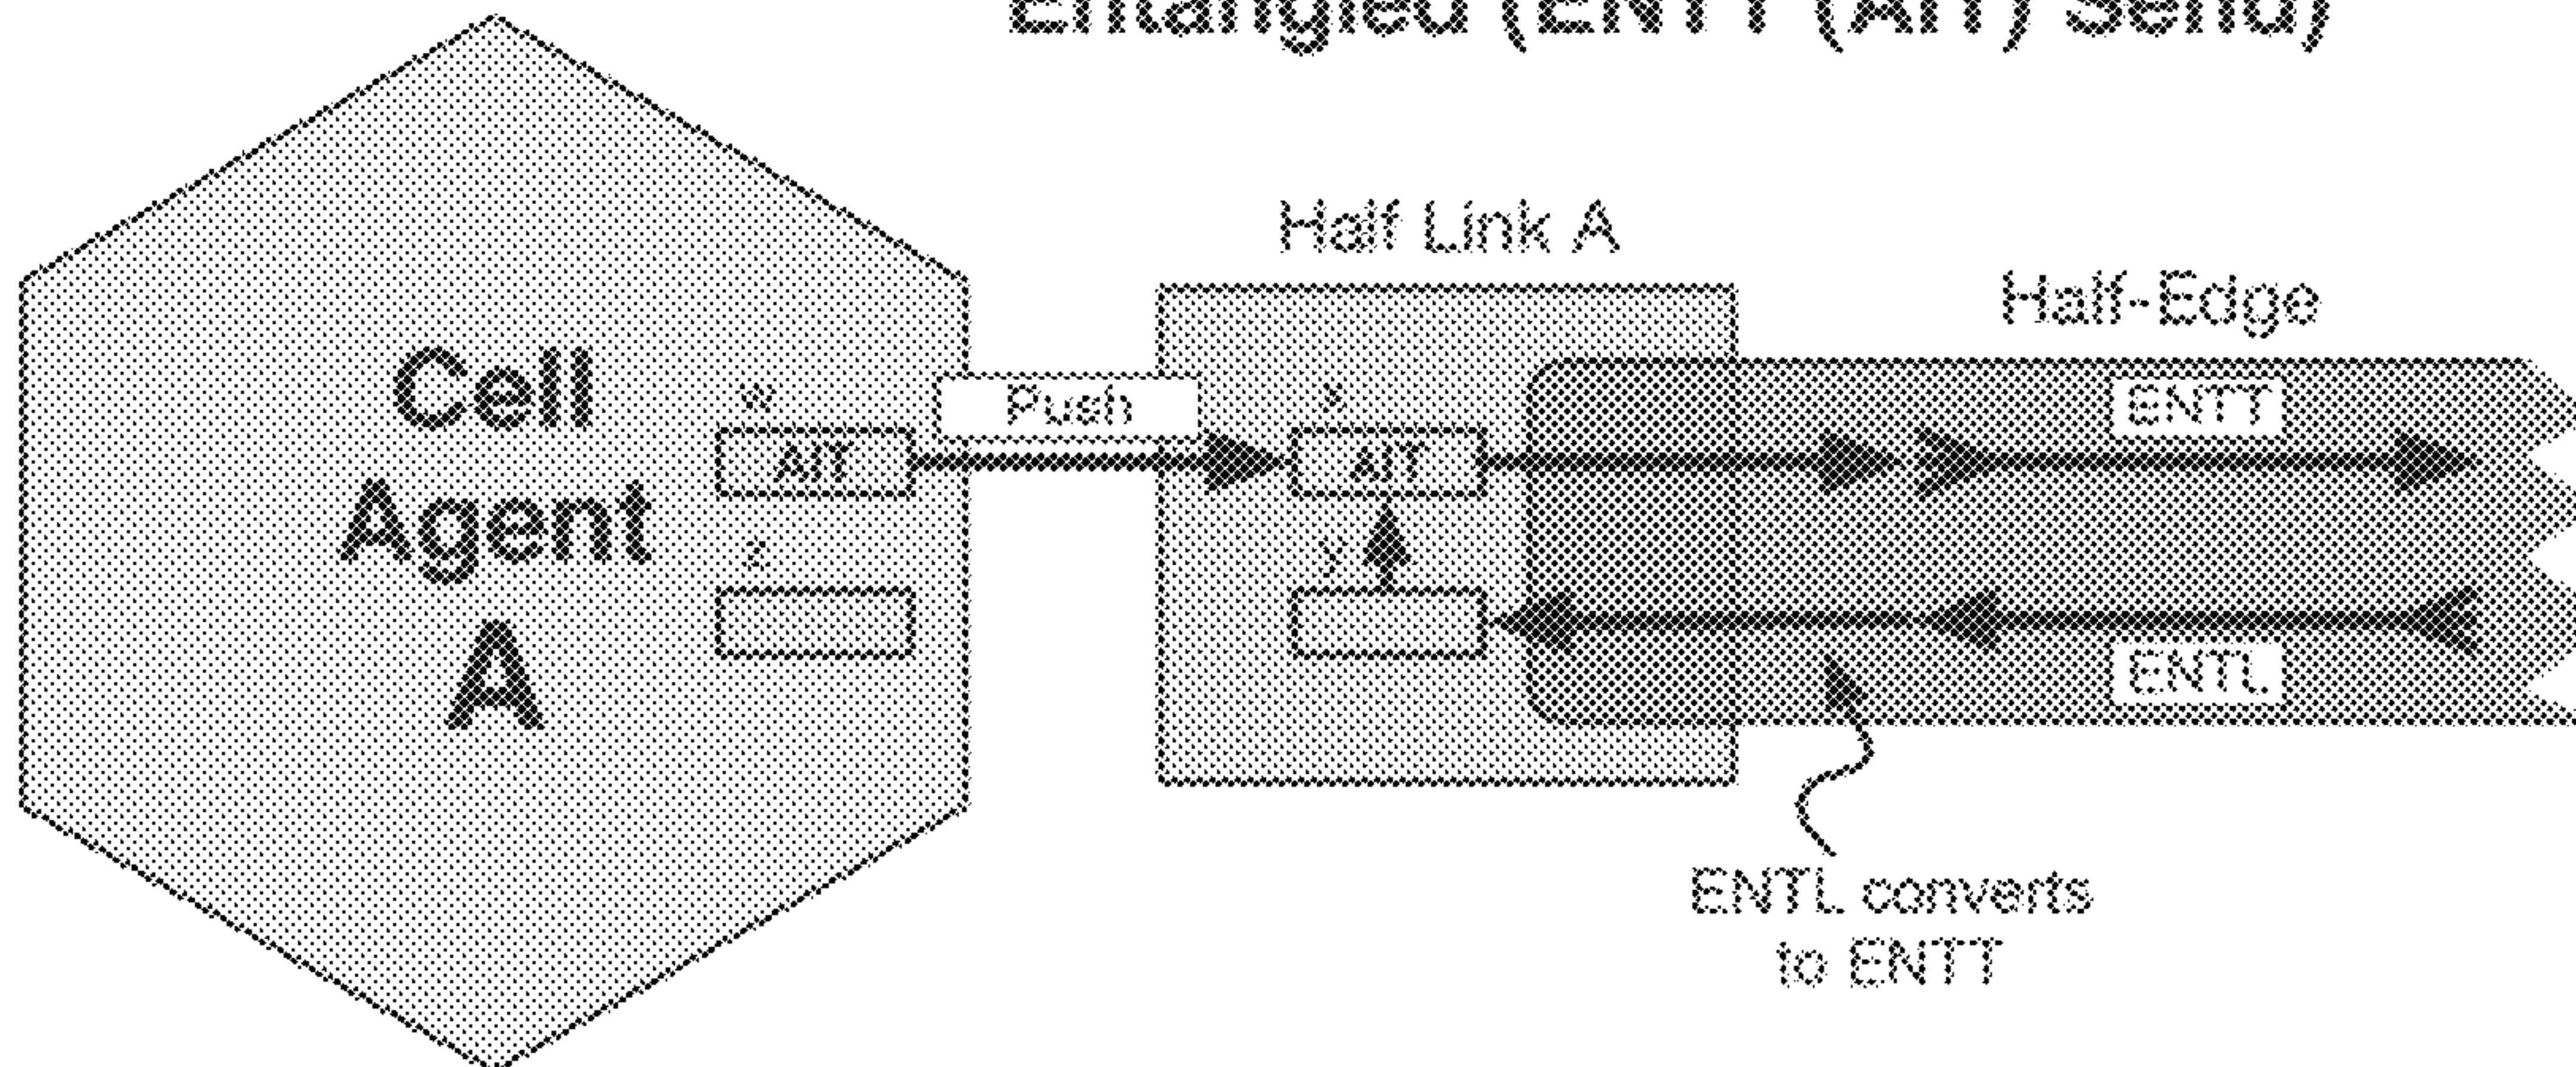 Entangled (ENTT (AIT) Send)
Half Link A
Half-Edge
Cell
Agent
A
w
AIT
z
Push
x
AIT
y
ENTT
ENTL
ENTL converts
to ENTT